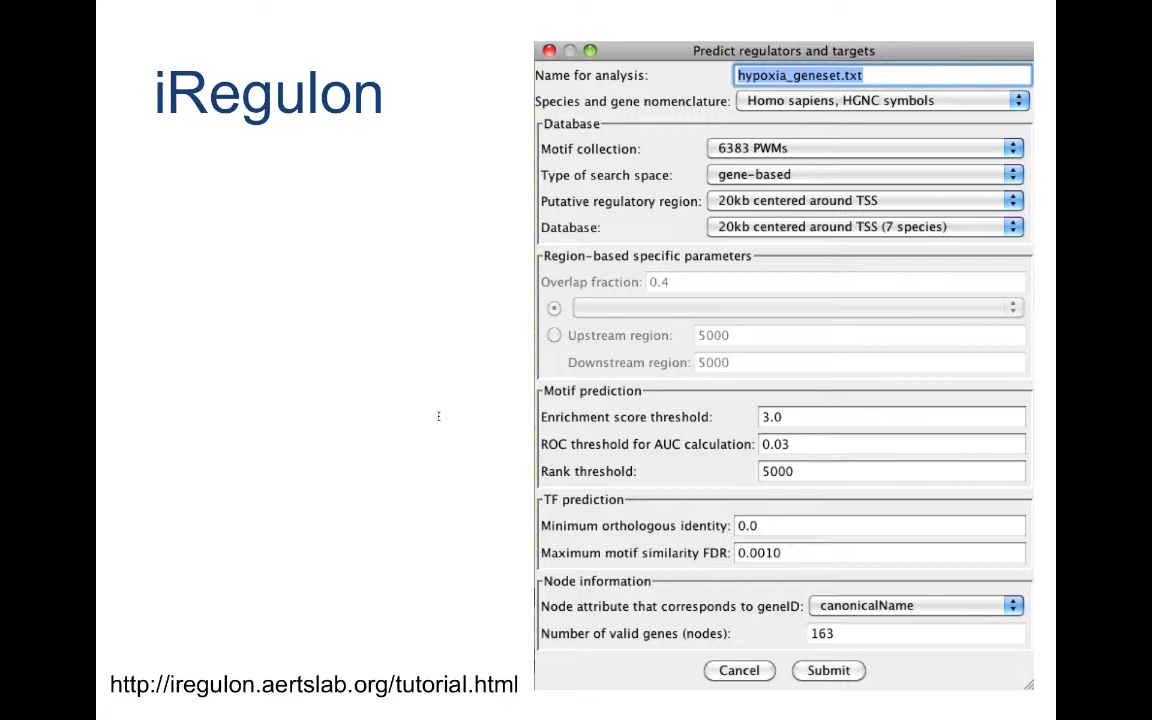 iRegulon
Predict regulators and targets
Name for analysis: hypoxia_geneset.txt
Species and gene nomenclature: Homo sapiens, HGNC symbols
Database
Motif collection: 6383 PWMs
Type of search space: gene-based
Putative regulatory region: 20kb centered around TSS
Database: 20kb centered around TSS (7 species)
Region-based specific parameters
Overlap fraction: 0.4
Upstream region: 5000
Downstream region: 5000
Motif prediction
Enrichment score threshold: 3.0
ROC threshold for AUC calculation: 0.03
Rank threshold: 5000
TF prediction
Minimum orthologous identity: 0.0
Maximum motif similarity FDR: 0.0010
Node information
Node attribute that corresponds to geneID: canonicalName
Number of valid genes (nodes): 163
Cancel Submit
http://iregulon.aertslab.org/tutorial.html